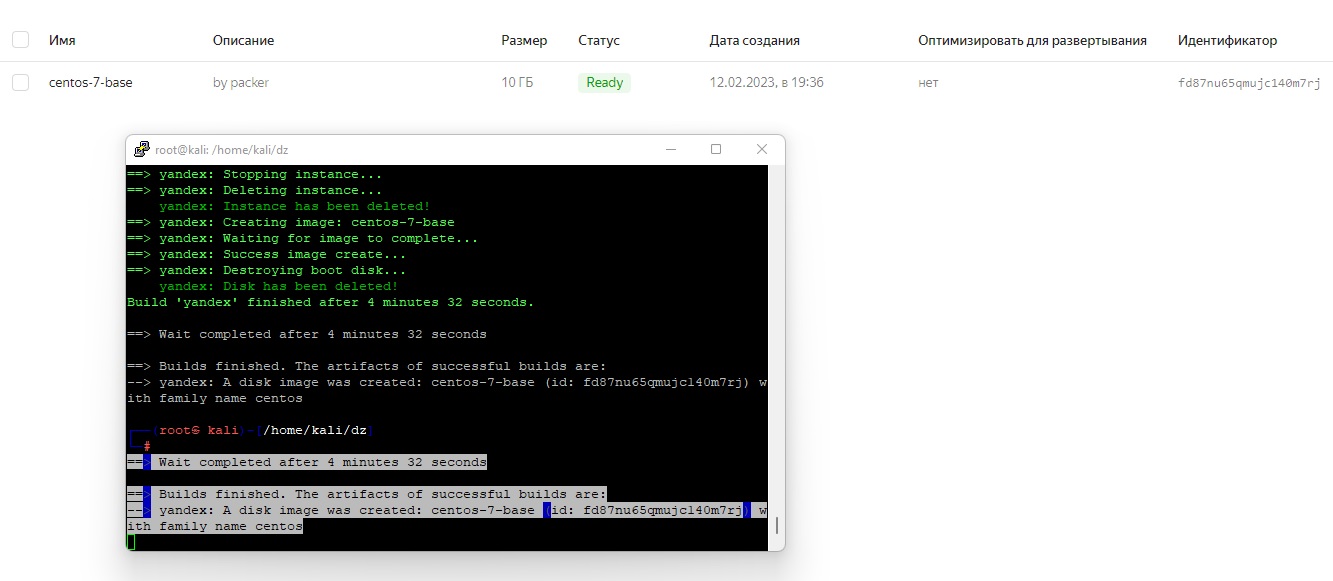 Имя Описание Размер Статус Дата создания Оптимизировать для развертывания Идентификатор
centos-7-base by packer 10 ГБ Ready 12.02.2023, в 19:36 нет fd87nu65qmujc140m7rj
root@kali: /home/kali/dz
==> yandex: Stopping instance...
==> yandex: Deleting instance...
yandex: Instance has been deleted!
==> yandex: Creating image: centos-7-base
==> yandex: Waiting for image to complete...
==> yandex: Success image create...
==> yandex: Destroying boot disk...
yandex: Disk has been deleted!
Build 'yandex' finished after 4 minutes 32 seconds.
==> Wait completed after 4 minutes 32 seconds
==> Builds finished. The artifacts of successful builds are:
--> yandex: A disk image was created: centos-7-base (id: fd87nu65qmujc140m7rj) w
ith family name centos
┌──(root㉿ kali)-[/home/kali/dz]
└─#
==> Wait completed after 4 minutes 32 seconds
==> Builds finished. The artifacts of successful builds are:
--> yandex: A disk image was created: centos-7-base (id: fd87nu65qmujc140m7rj) w
ith family name centos